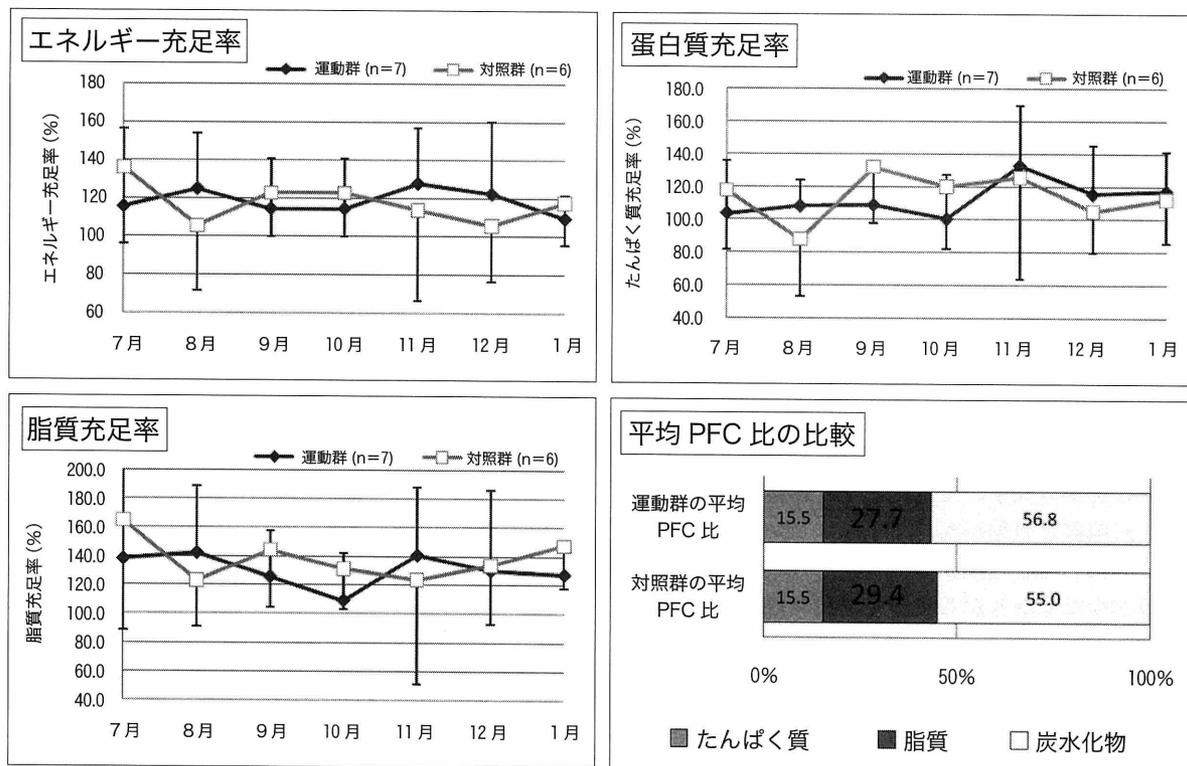 エネルギー充足率
運動群 (n=7) 対照群 (n=6)
エネルギー充足率 (%)
180
160
140
120
100
80
60
7月 8月 9月 10月 11月 12月 1月
蛋白質充足率
運動群 (n=7) 対照群 (n=6)
たんぱく質充足率 (%)
180.0
160.0
140.0
120.0
100.0
80.0
60.0
40.0
7月 8月 9月 10月 11月 12月 1月
脂質充足率
運動群 (n=7) 対照群 (n=6)
脂質充足率 (%)
200.0
180.0
160.0
140.0
120.0
100.0
80.0
60.0
40.0
7月 8月 9月 10月 11月 12月 1月
平均 PFC 比の比較
運動群の平均
PFC 比
15.5 27.7 56.8
対照群の平均
PFC 比
15.5 29.4 55.0
0% 50% 100%
たんぱく質 脂質 炭水化物